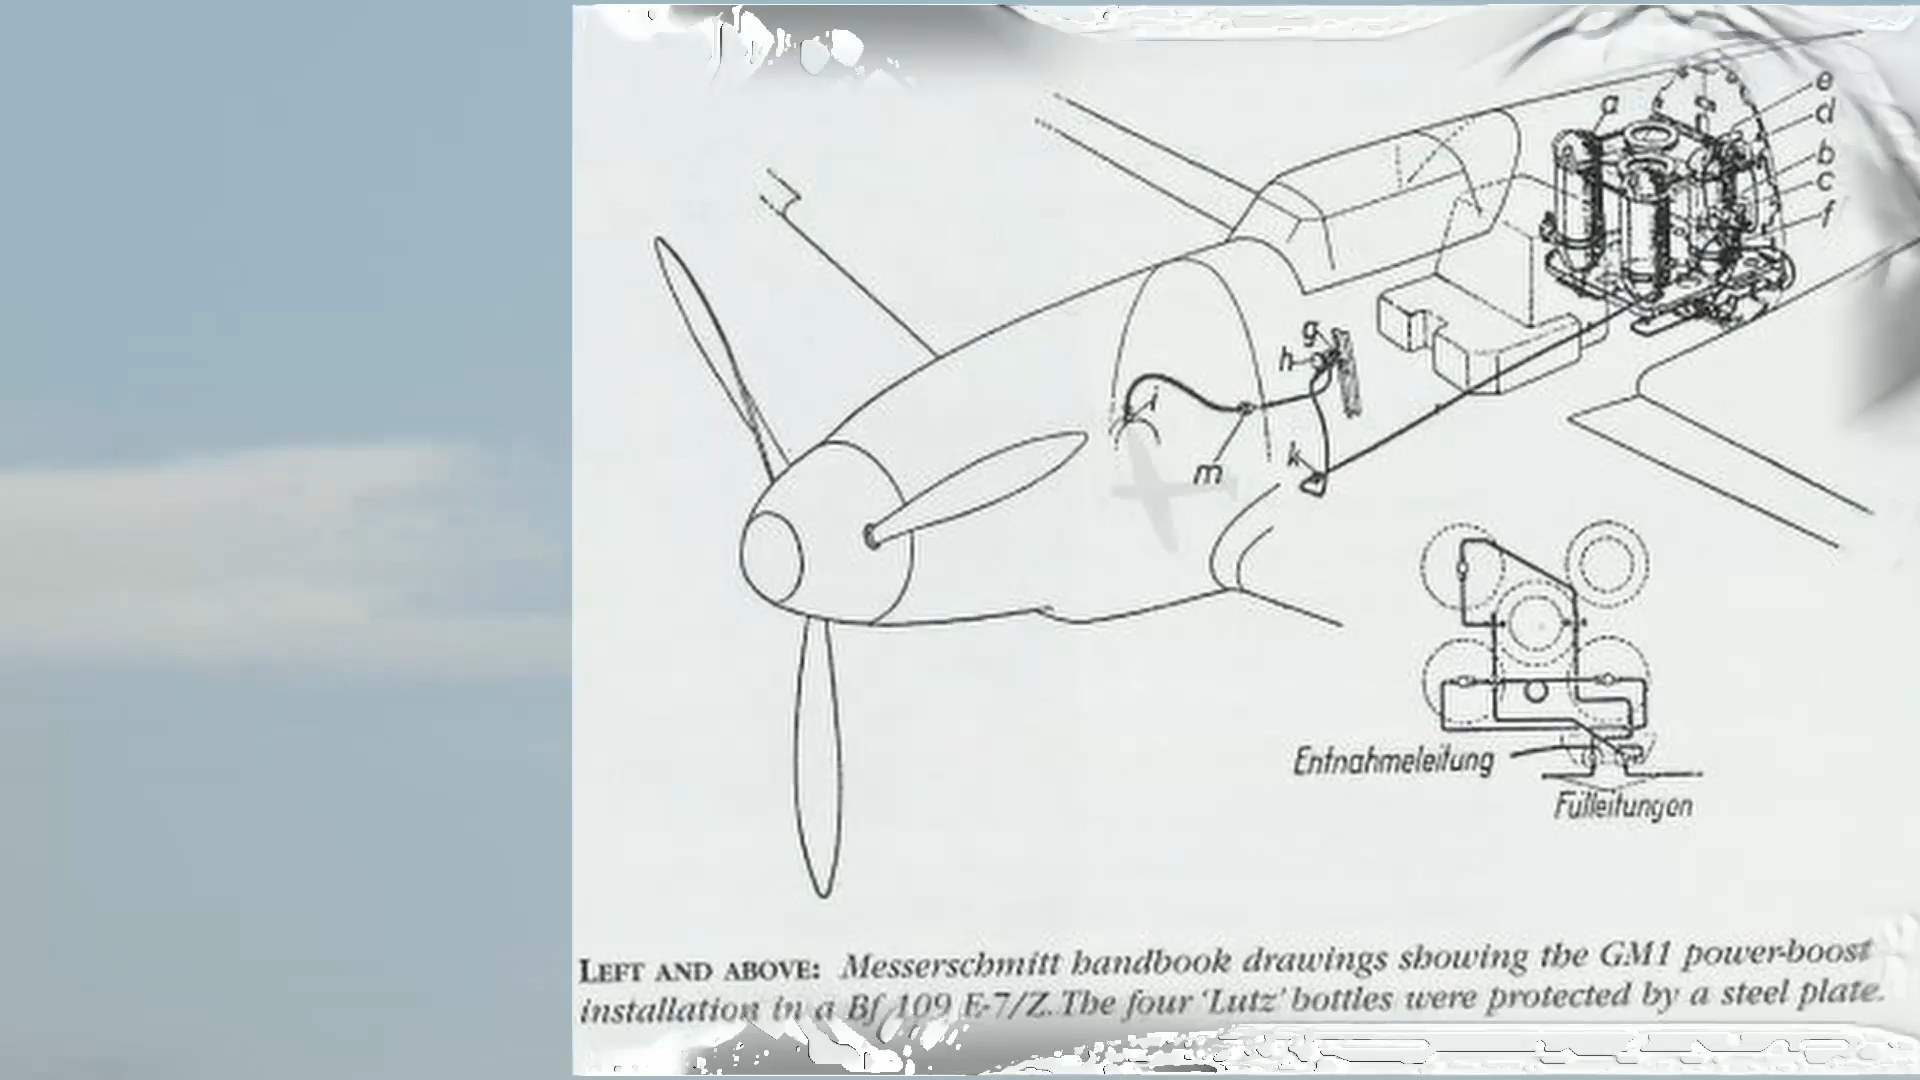 a
e
d
b
c
f
g
h
i
m
k
Entnahmeleitung
Fülleitungen
LEFT AND ABOVE: Messerschmitt handbook drawings showing the GM1 power-boost
installation in a Bf 109 E-7/Z. The four 'Lutz' bottles were protected by a steel plate.